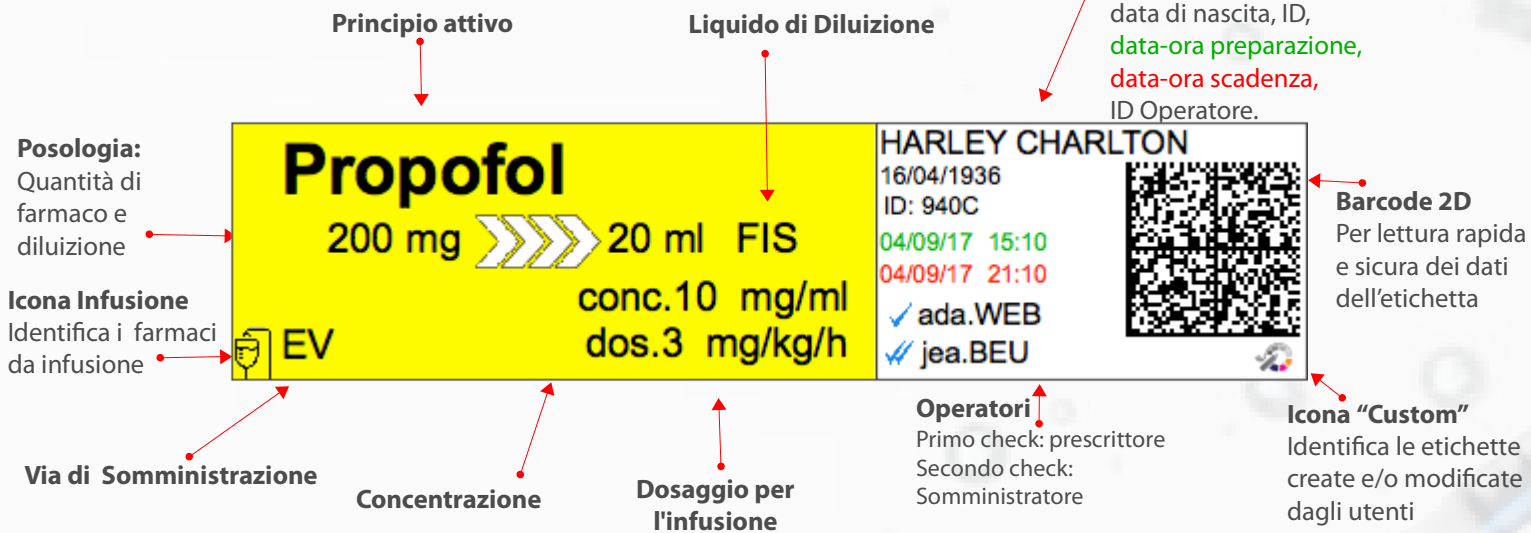 Principio attivo
Liquido di Diluizione
data di nascita, ID,
data-ora preparazione,
data-ora scadenza,
ID Operatore.
Posologia:
Quantità di
farmaco e
diluizione
Icona Infusione
Identifica i farmaci
da infusione
Propofol
200 mg 20 ml FIS
conc.10 mg/ml
EV dos.3 mg/kg/h
HARLEY CHARLTON
16/04/1936
ID: 940C
04/09/17 15:10
04/09/17 21:10
ada.WEB
jea.BEU
Barcode 2D
Per lettura rapida
e sicura dei dati
dell'etichetta
Via di Somministrazione
Concentrazione
Dosaggio per
l'infusione
Operatori
Primo check: prescrittore
Secondo check:
Somministratore
Icona “Custom”
Identifica le etichette
create e/o modificate
dagli utenti